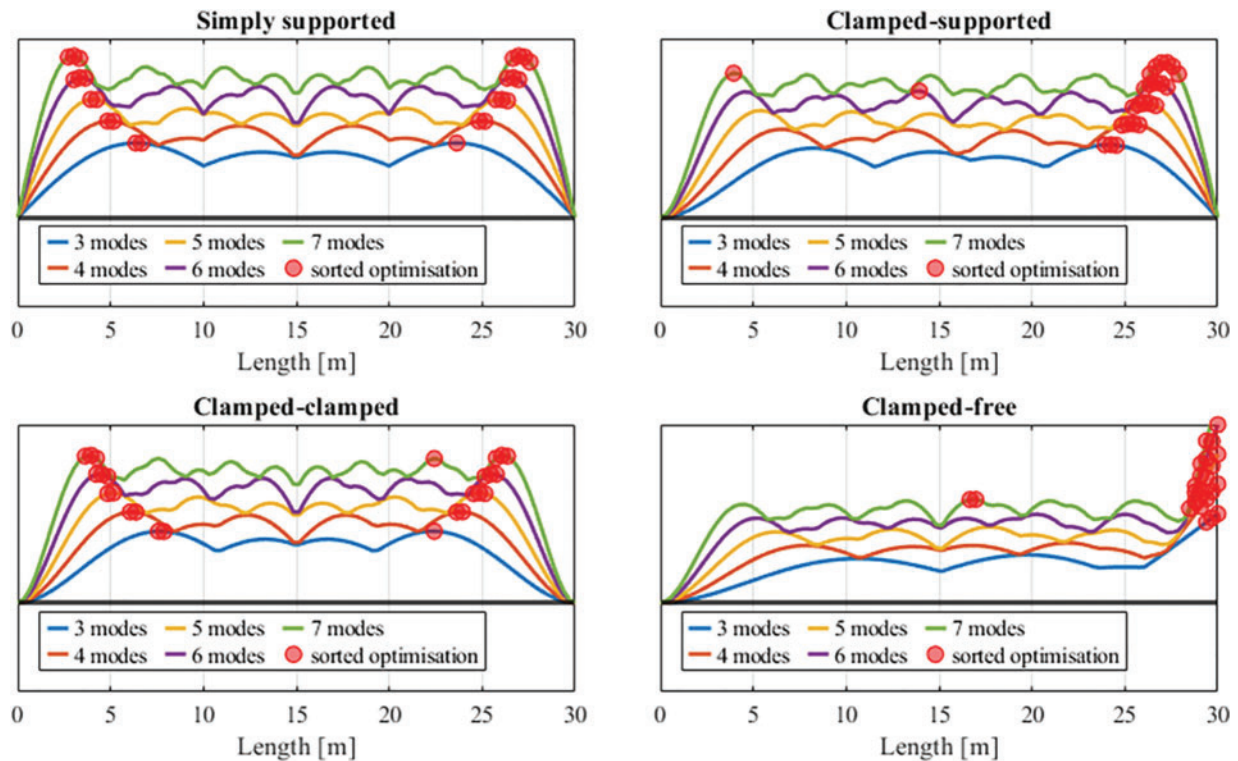 Simply supported
3 modes 5 modes 7 modes
4 modes 6 modes sorted optimisation
0 5 10 15 20 25 30
Length [m]
Clamped-supported
3 modes 5 modes 7 modes
4 modes 6 modes sorted optimisation
0 5 10 15 20 25 30
Length [m]
Clamped-clamped
3 modes 5 modes 7 modes
4 modes 6 modes sorted optimisation
0 5 10 15 20 25 30
Length [m]
Clamped-free
3 modes 5 modes 7 modes
4 modes 6 modes sorted optimisation
0 5 10 15 20 25 30
Length [m]